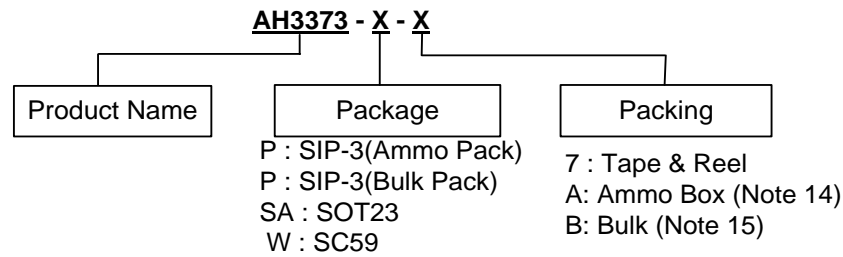 AH3373 - X - X
Product Name
Package
Packing
P : SIP-3(Ammo Pack)
P : SIP-3(Bulk Pack)
SA : SOT23
W : SC59
7 : Tape & Reel
A: Ammo Box (Note 14)
B: Bulk (Note 15)